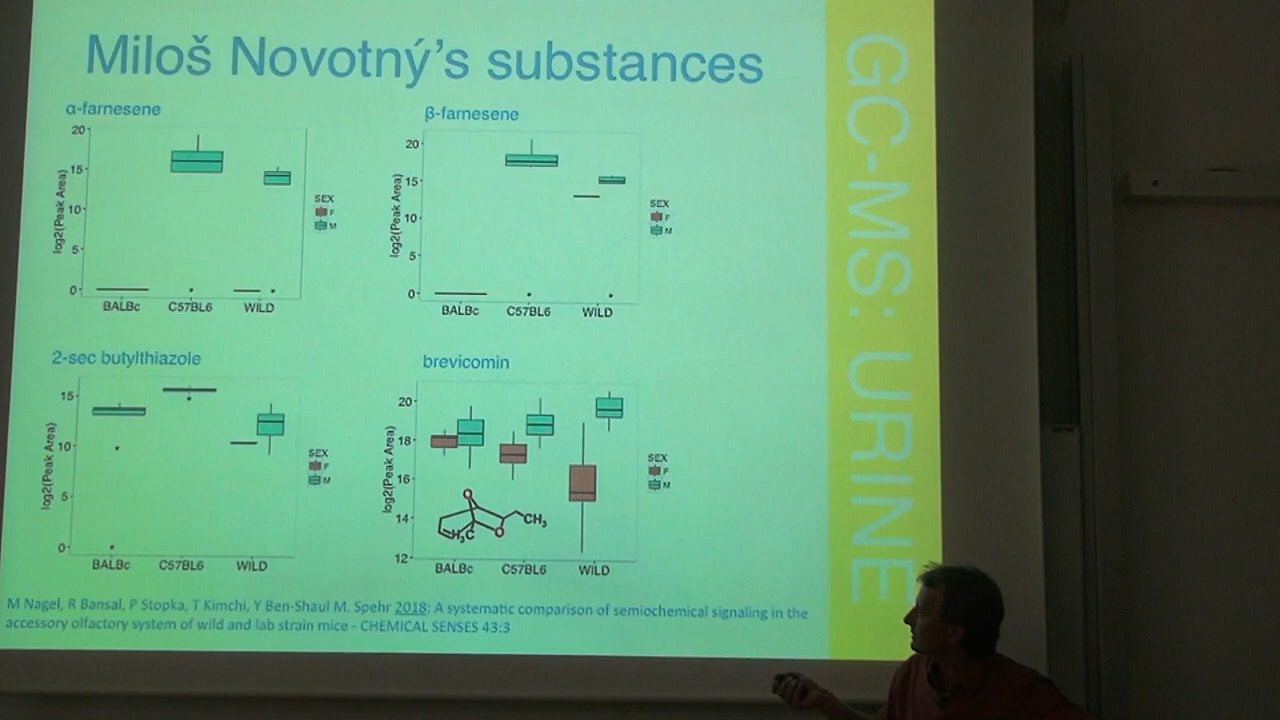 Miloš Novotný's substances
GC-MS: URINE
α-farnesene
20
15
10
5
0
log2(Peak Area)
BALBc C57BL6 WILD
SEX
F
M
β-farnesene
20
15
10
5
0
log2(Peak Area)
BALBc C57BL6 WILD
SEX
F
M
2-sec butylthiazole
15
10
5
0
log2(Peak Area)
BALBc C57BL6 WILD
SEX
F
M
brevicomin
20
18
16
14
12
log2(Peak Area)
O
O
CH₃
H₃C
BALBc C57BL6 WILD
SEX
F
M
M Nagel, R Bansal, P Stopka, T Kimchi, Y Ben-Shaul M. Spehr 2018: A systematic comparison of semiochemical signaling in the
accessory olfactory system of wild and lab strain mice - CHEMICAL SENSES 43:3